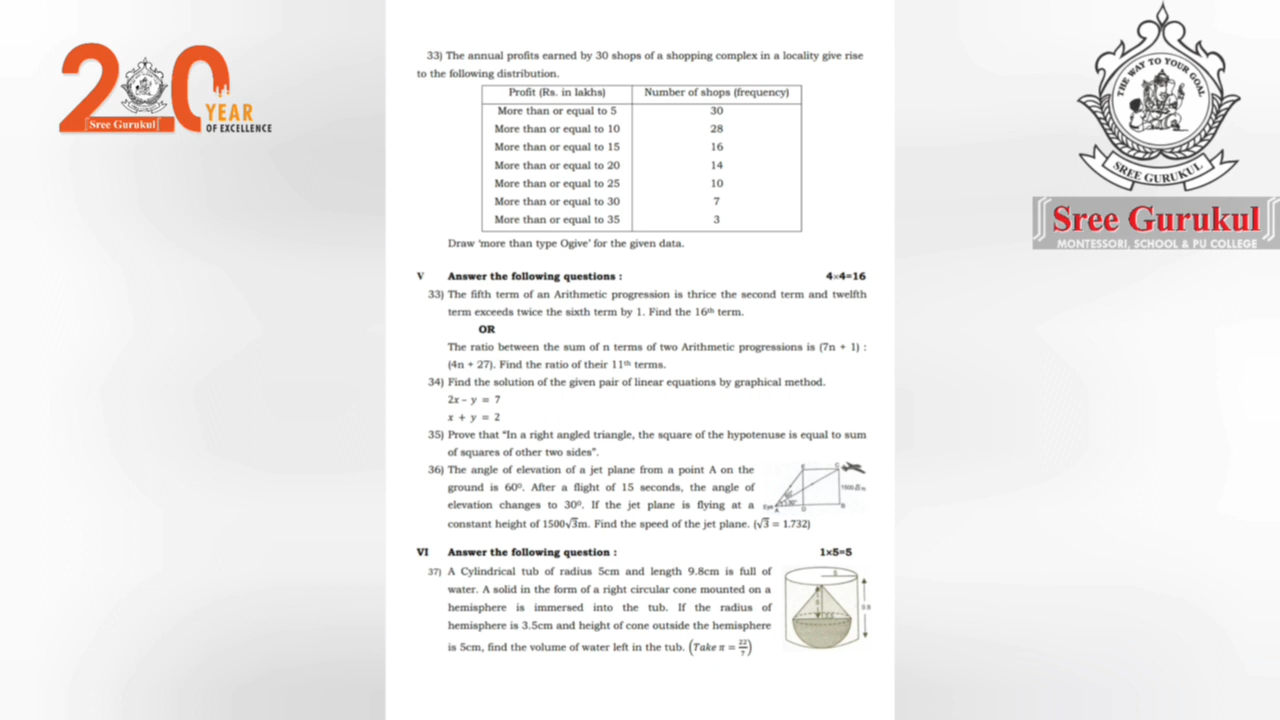 20
YEAR
OF EXCELLENCE
Sree Gurukul
THE WAY TO YOUR GOAL
SREE GURUKUL
Sree Gurukul
MONTESSORI, SCHOOL & PU COLLEGE
33) The annual profits earned by 30 shops of a shopping complex in a locality give rise
to the following distribution.
Profit (Rs. in lakhs) Number of shops (frequency)
More than or equal to 5 30
More than or equal to 10 28
More than or equal to 15 16
More than or equal to 20 14
More than or equal to 25 10
More than or equal to 30 7
More than or equal to 35 3
Draw 'more than type Ogive' for the given data.
V Answer the following questions : 4×4=16
33) The fifth term of an Arithmetic progression is thrice the second term and twelfth
term exceeds twice the sixth term by 1. Find the 16th term.
OR
The ratio between the sum of n terms of two Arithmetic progressions is (7n + 1) :
(4n + 27). Find the ratio of their 11th terms.
34) Find the solution of the given pair of linear equations by graphical method.
2x – y = 7
x + y = 2
35) Prove that "In a right angled triangle, the square of the hypotenuse is equal to sum
of squares of other two sides".
36) The angle of elevation of a jet plane from a point A on the
ground is 60⁰. After a flight of 15 seconds, the angle of
elevation changes to 30⁰. If the jet plane is flying at a
constant height of 1500√3m. Find the speed of the jet plane. (√3 = 1.732)
VI Answer the following question : 1×5=5
37) A Cylindrical tub of radius 5cm and length 9.8cm is full of
water. A solid in the form of a right circular cone mounted on a
hemisphere is immersed into the tub. If the radius of
hemisphere is 3.5cm and height of cone outside the hemisphere
is 5cm, find the volume of water left in the tub. (Take π = 22/7)
5
9.8